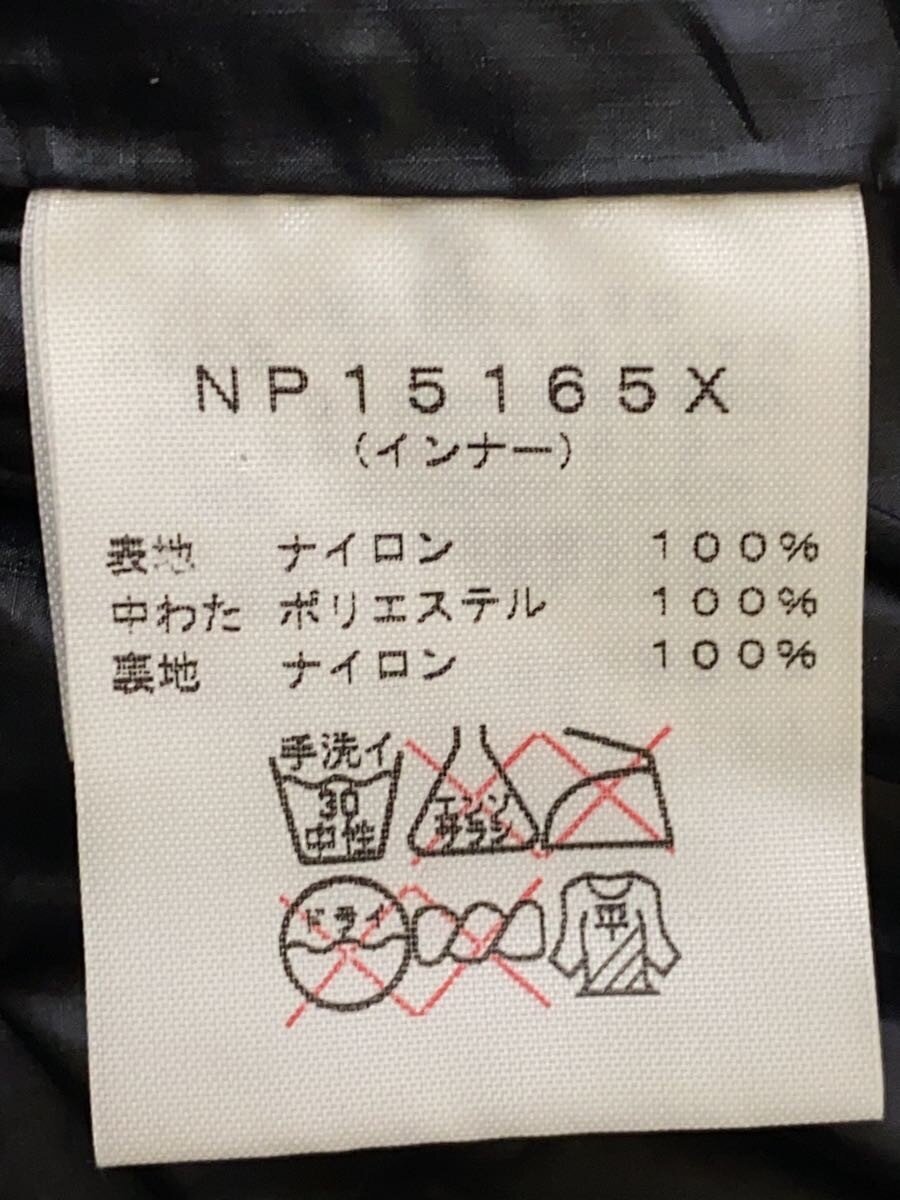 NP15165X
(インナー)
表地 ナイロン 100%
中わた ポリエステル 100%
裏地 ナイロン 100%
手洗イ
30
中性
エンソ
サラシ
ドライ
平